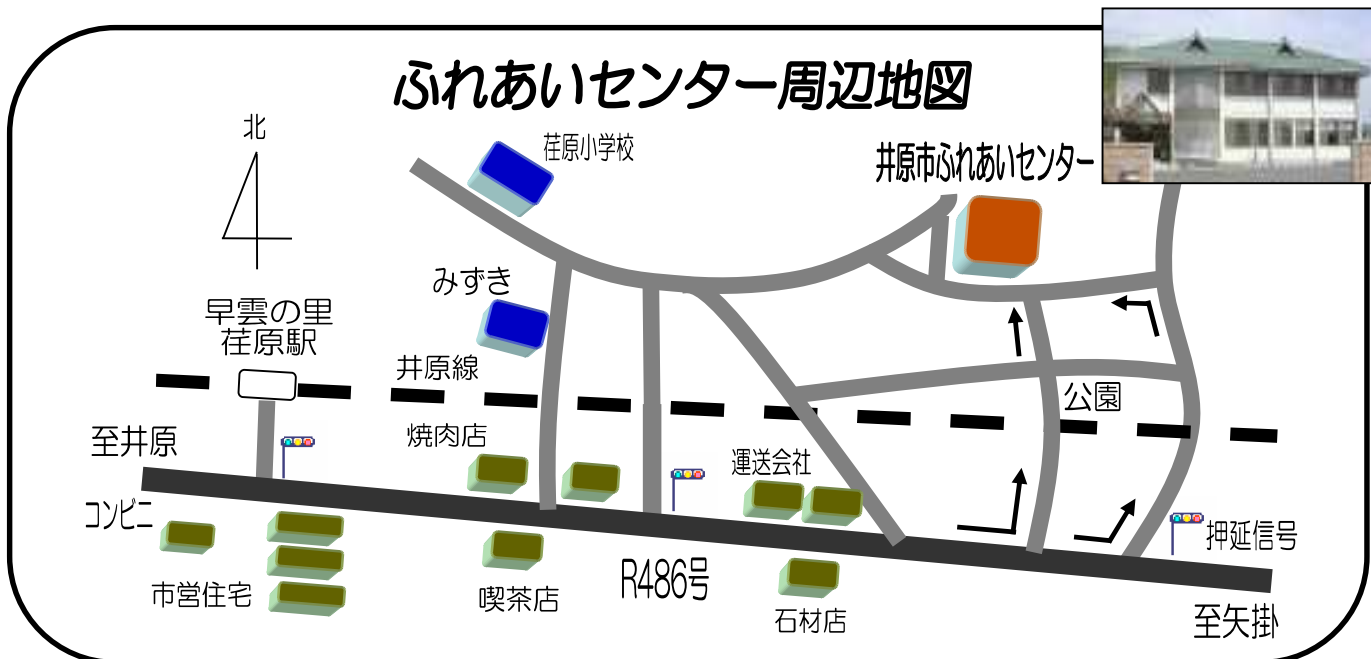 ふれあいセンター周辺地図
北
荏原小学校
井原市ふれあいセンター
みずき
早雲の里
荏原駅
井原線
公園
焼肉店
至井原
運送会社
コンビニ
押延信号
R486号
市営住宅
喫茶店
石材店
至矢掛